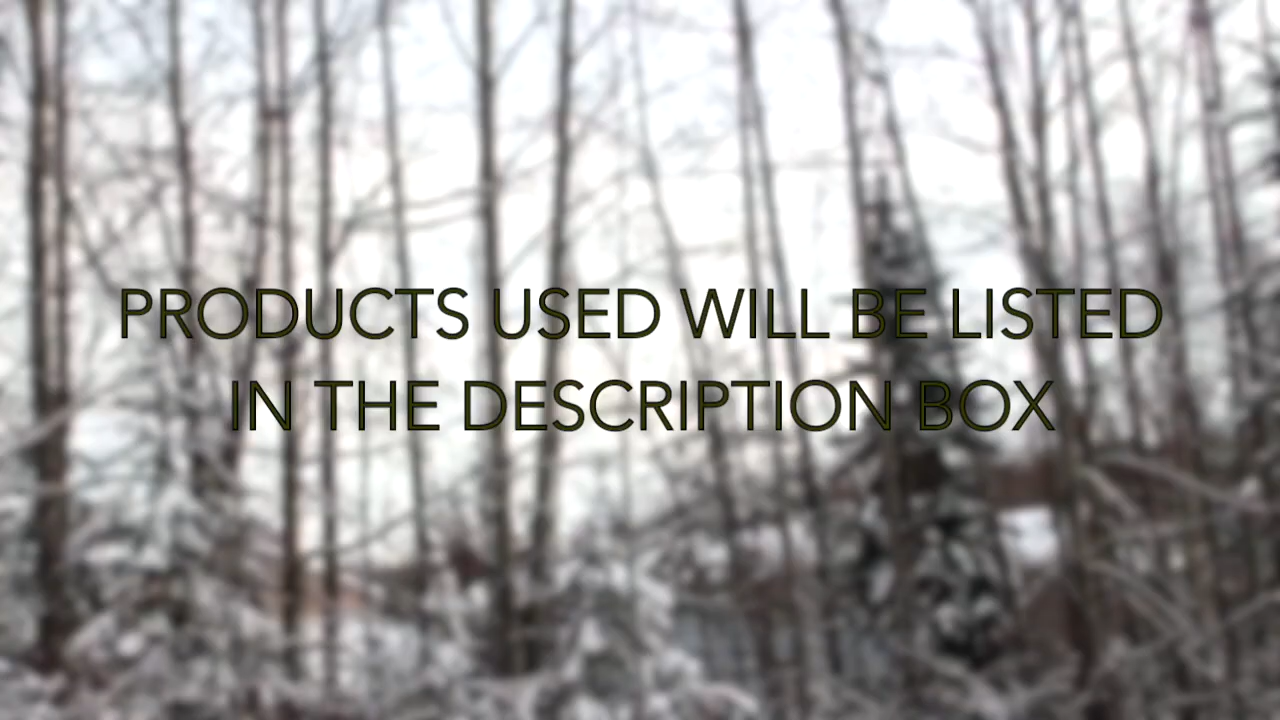 PRODUCTS USED WILL BE LISTED
IN THE DESCRIPTION BOX